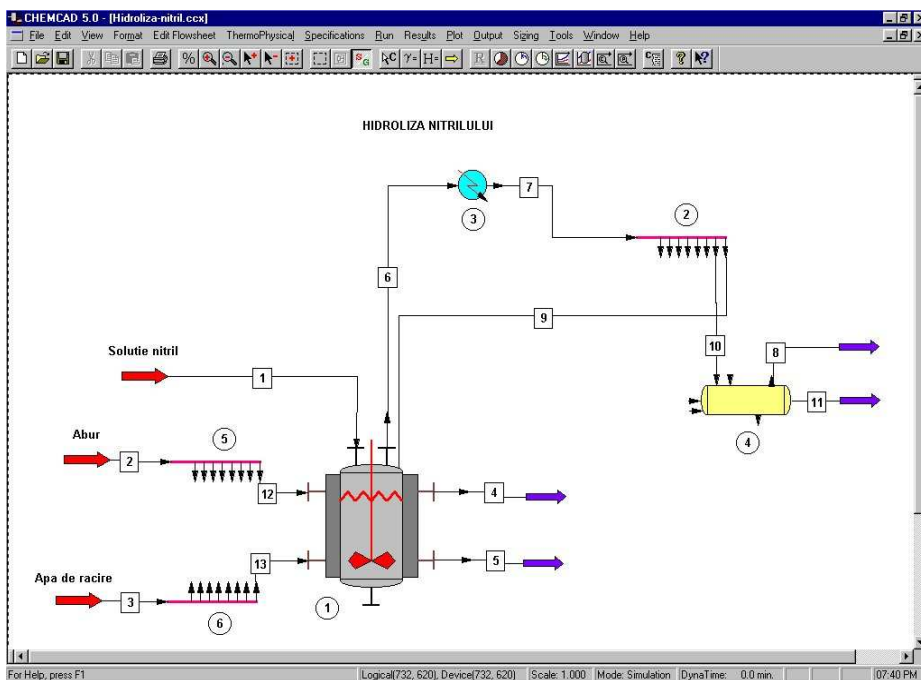 CHEMCAD 5.0 - [Hidroliza-nitril.ccx]
File Edit View Format Edit Flowsheet ThermoPhysical Specifications Run Results Plot Output Sizing Tools Window Help
% S G C γ= H= R C ? ?
HIDROLIZA NITRILULUI
7
3
2
6
9
Solutie nitril
10
8
1
11
Abur
5
4
2
12
4
13
5
Apa de racire
3
6
1
For Help, press F1 Logical(732, 620), Device(732, 620) Scale: 1.000 Mode: Simulation DynaTime: 0.0 min. 07:40 PM